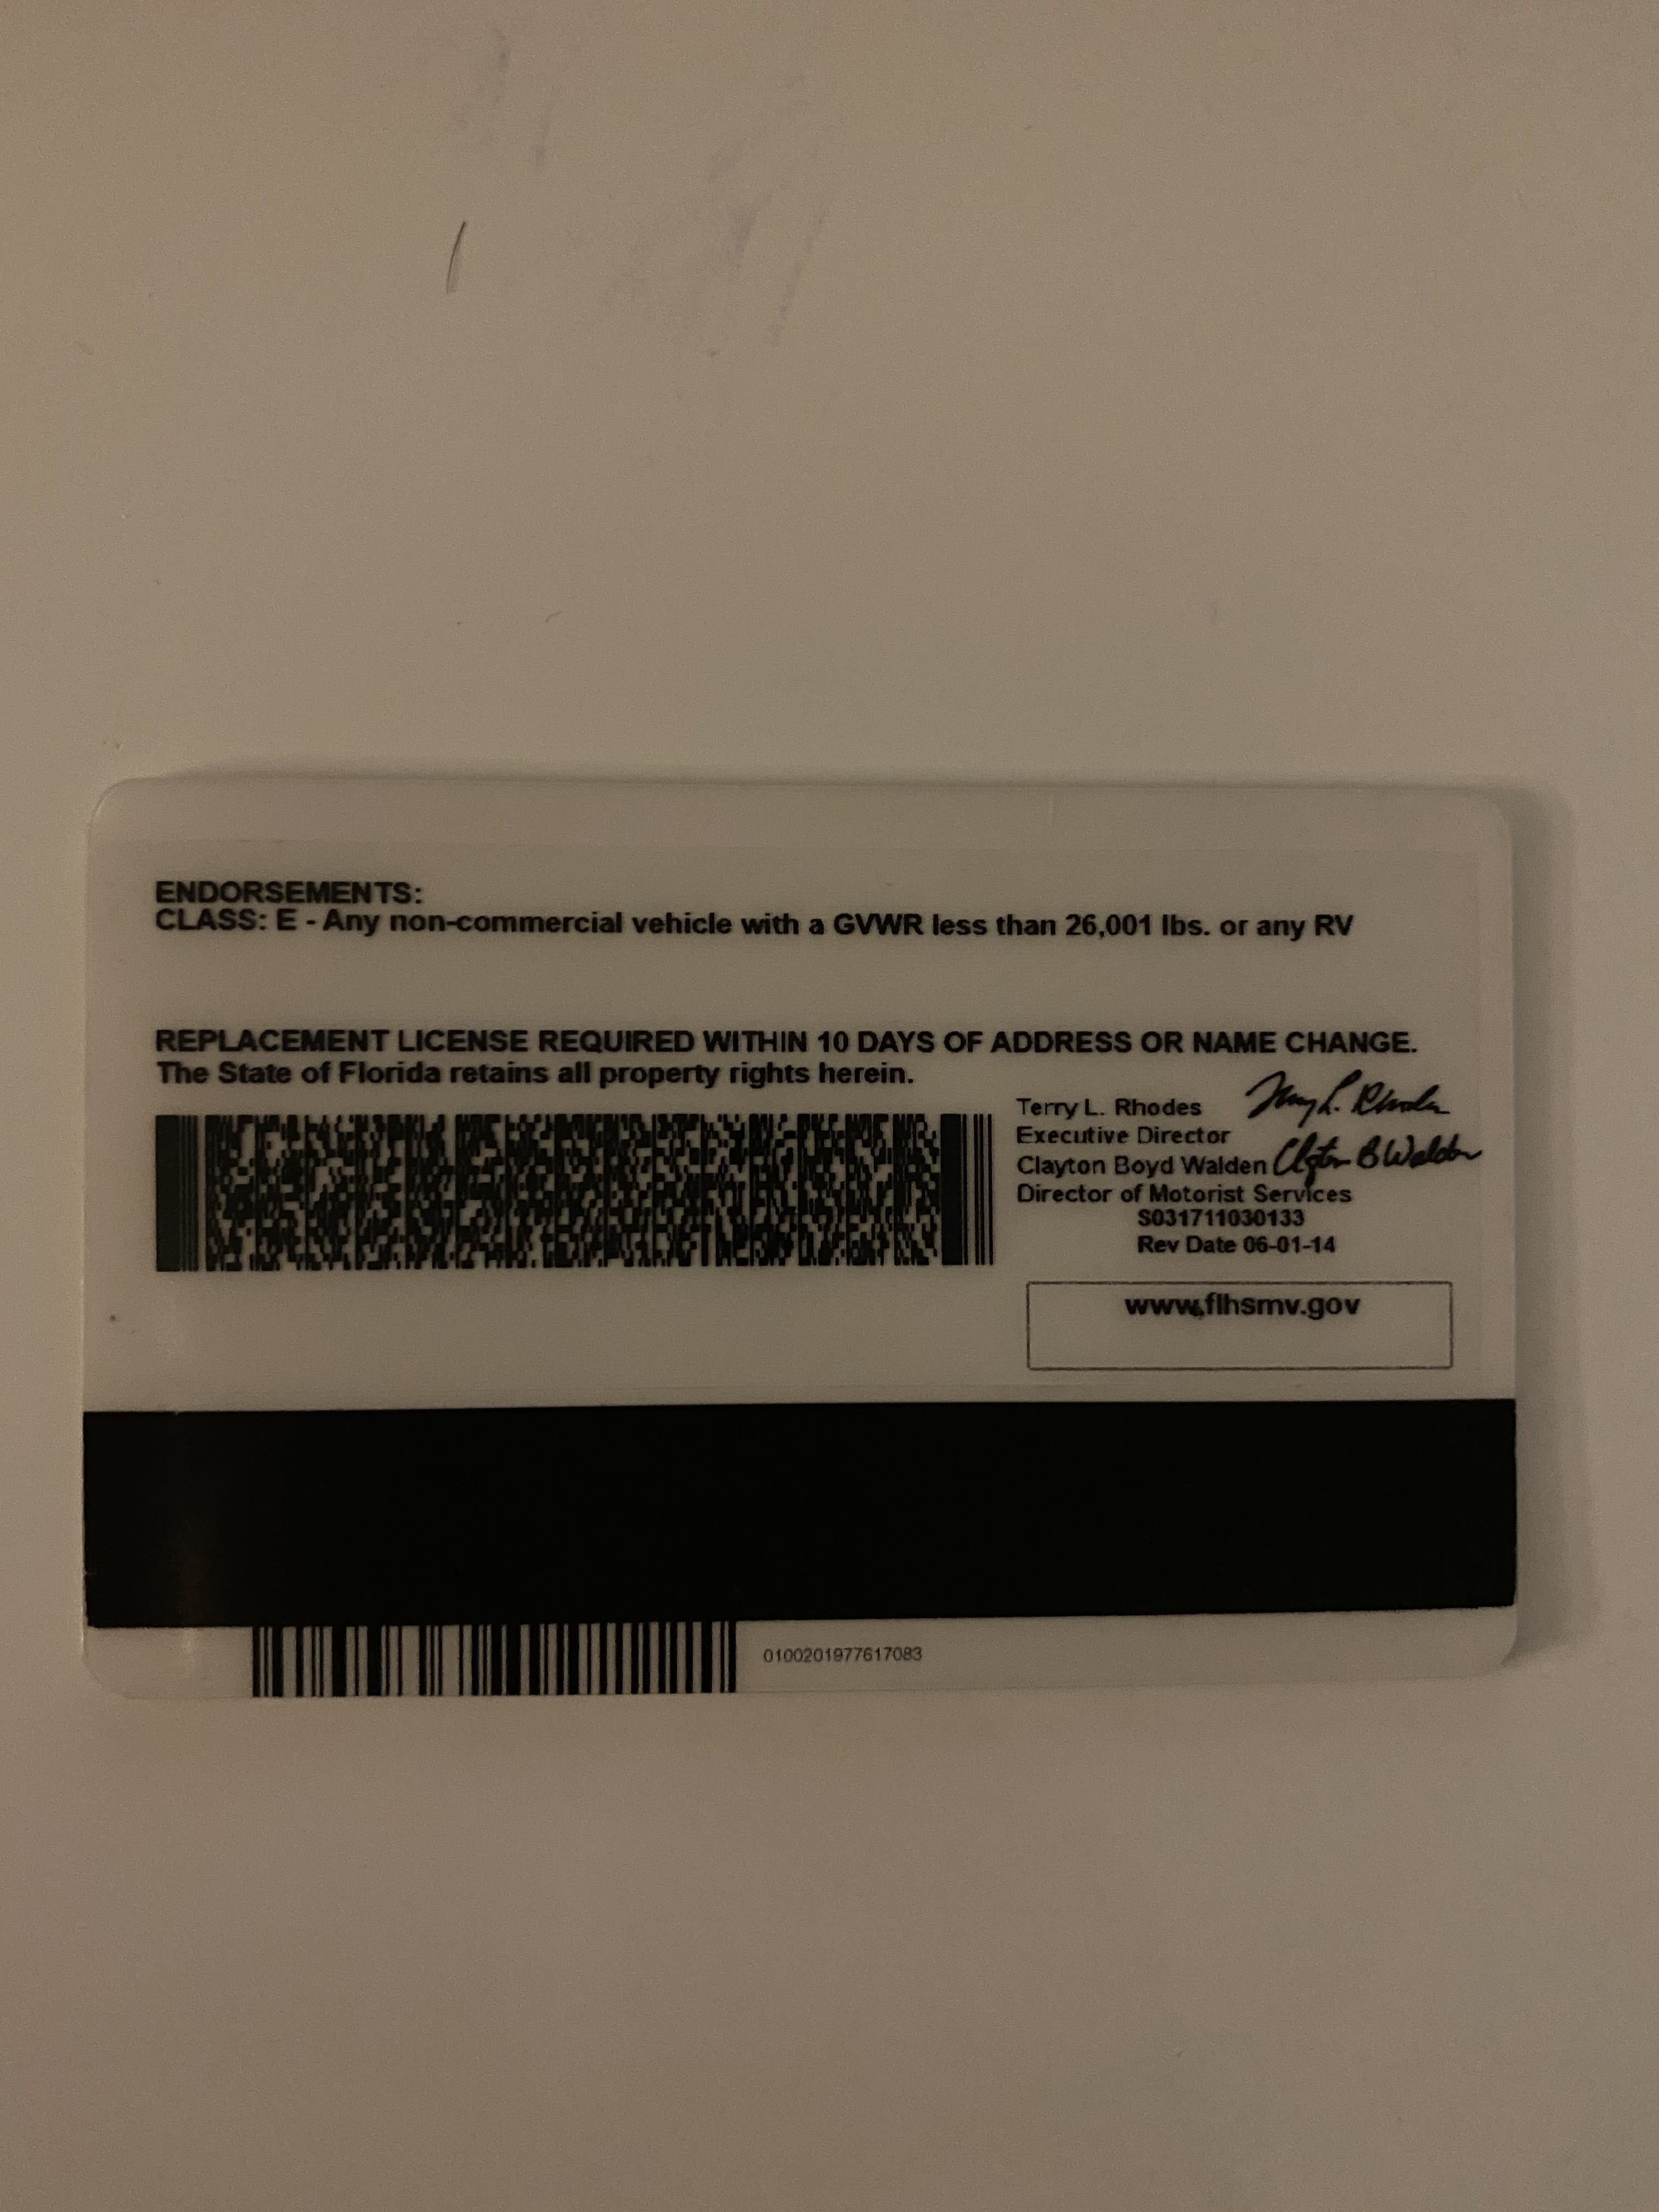 ENDORSEMENTS:
CLASS: E - Any non-commercial vehicle with a GVWR less than 26,001 lbs. or any RV
REPLACEMENT LICENSE REQUIRED WITHIN 10 DAYS OF ADDRESS OR NAME CHANGE.
The State of Florida retains all property rights herein.
Terry L. Rhodes Terry L. Rhodes
Executive Director
Clayton Boyd Walden Clayton B Walden
Director of Motorist Services
S031711030133
Rev Date 06-01-14
www.flhsmv.gov
0100201977617083